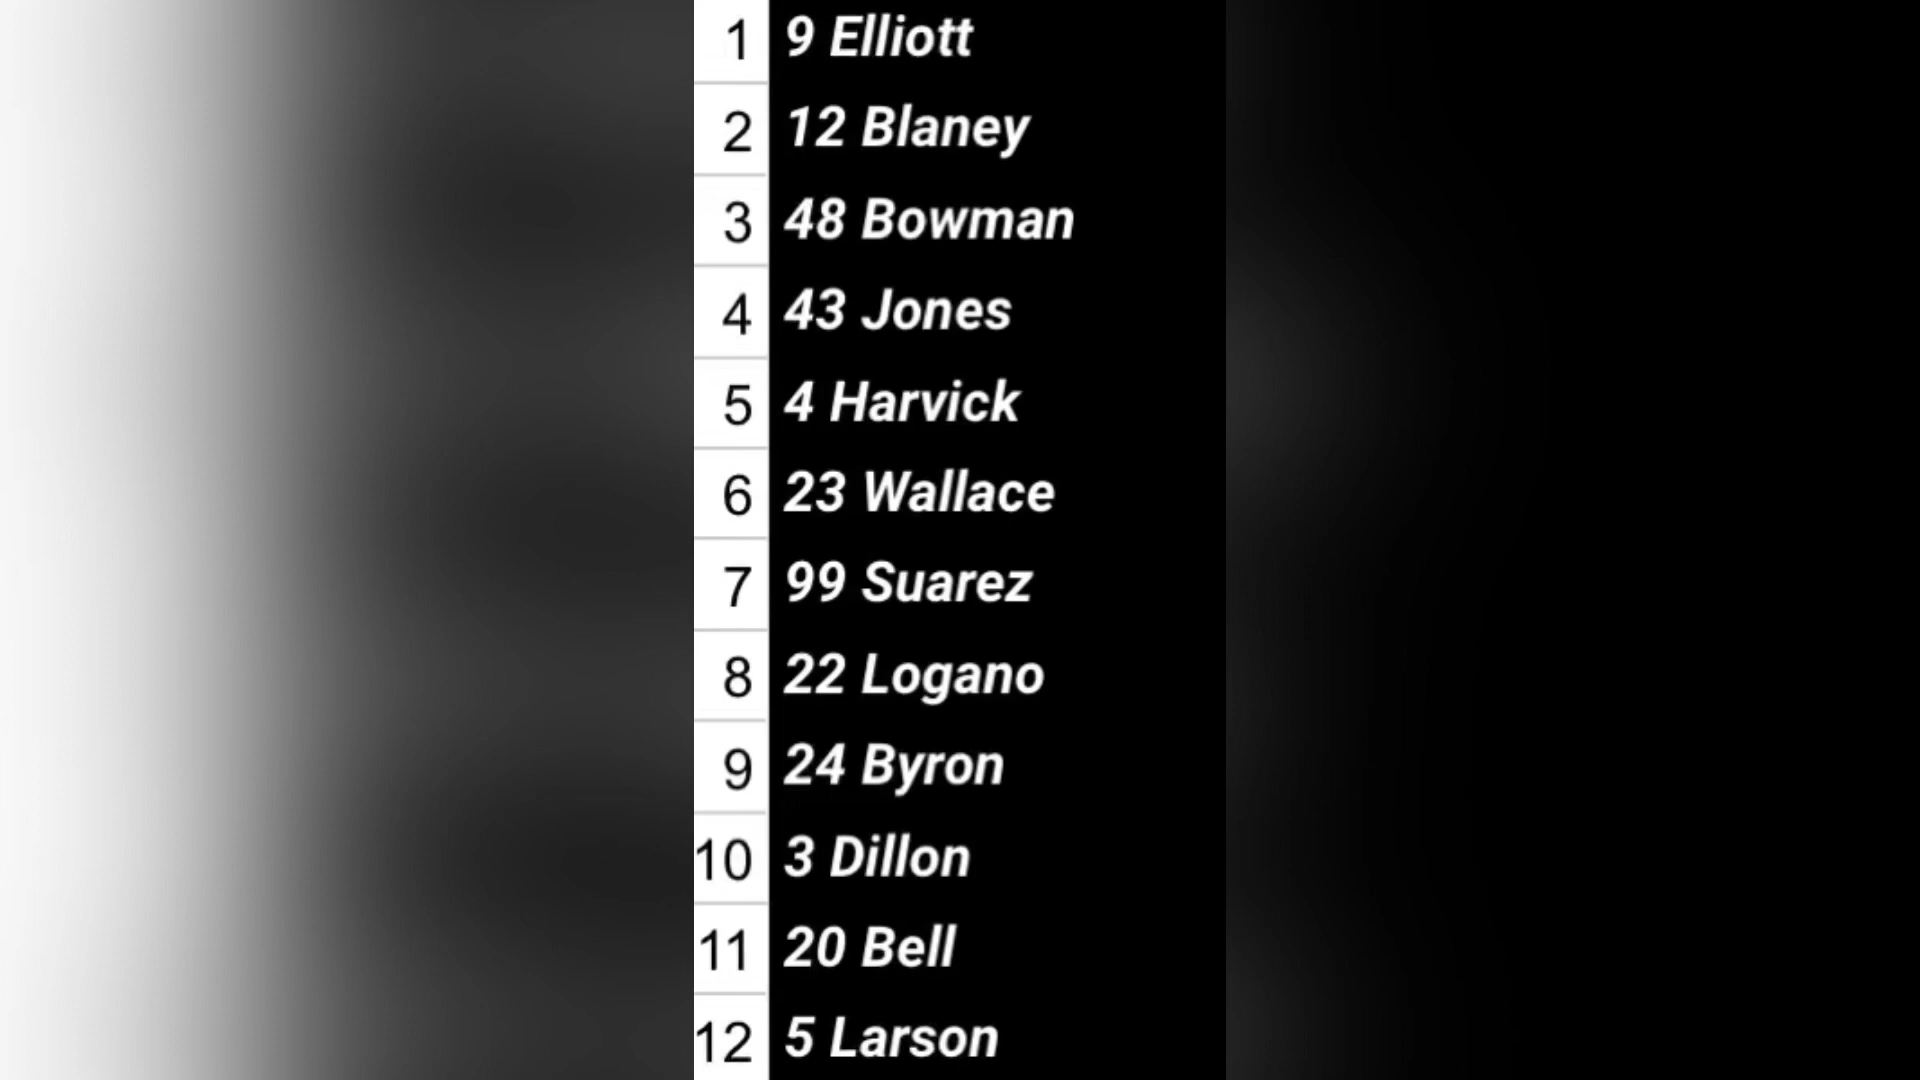 1 9 Elliott
2 12 Blaney
3 48 Bowman
4 43 Jones
5 4 Harvick
6 23 Wallace
7 99 Suarez
8 22 Logano
9 24 Byron
10 3 Dillon
11 20 Bell
12 5 Larson